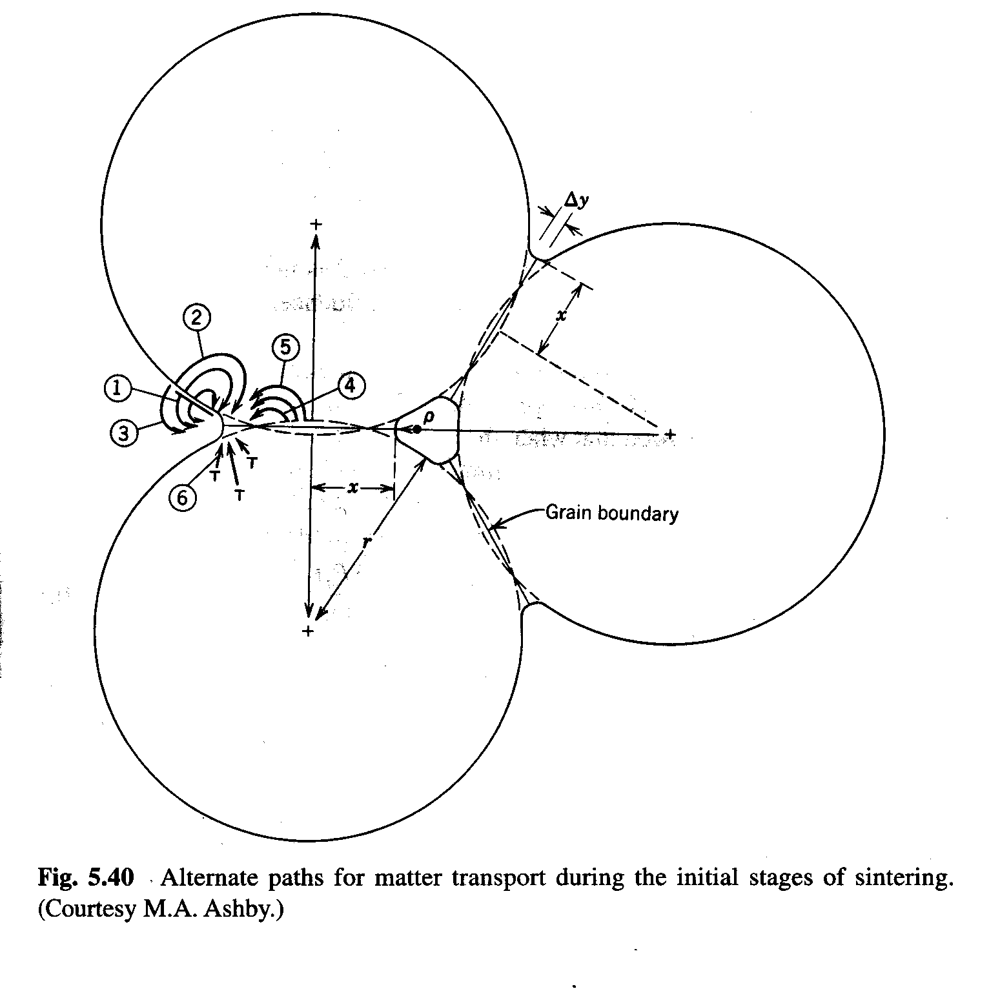 Δy
x
2
5
1
4
3
ρ
T
T
T
6
x
r
Grain boundary
Fig. 5.40 Alternate paths for matter transport during the initial stages of sintering.
(Courtesy M.A. Ashby.)